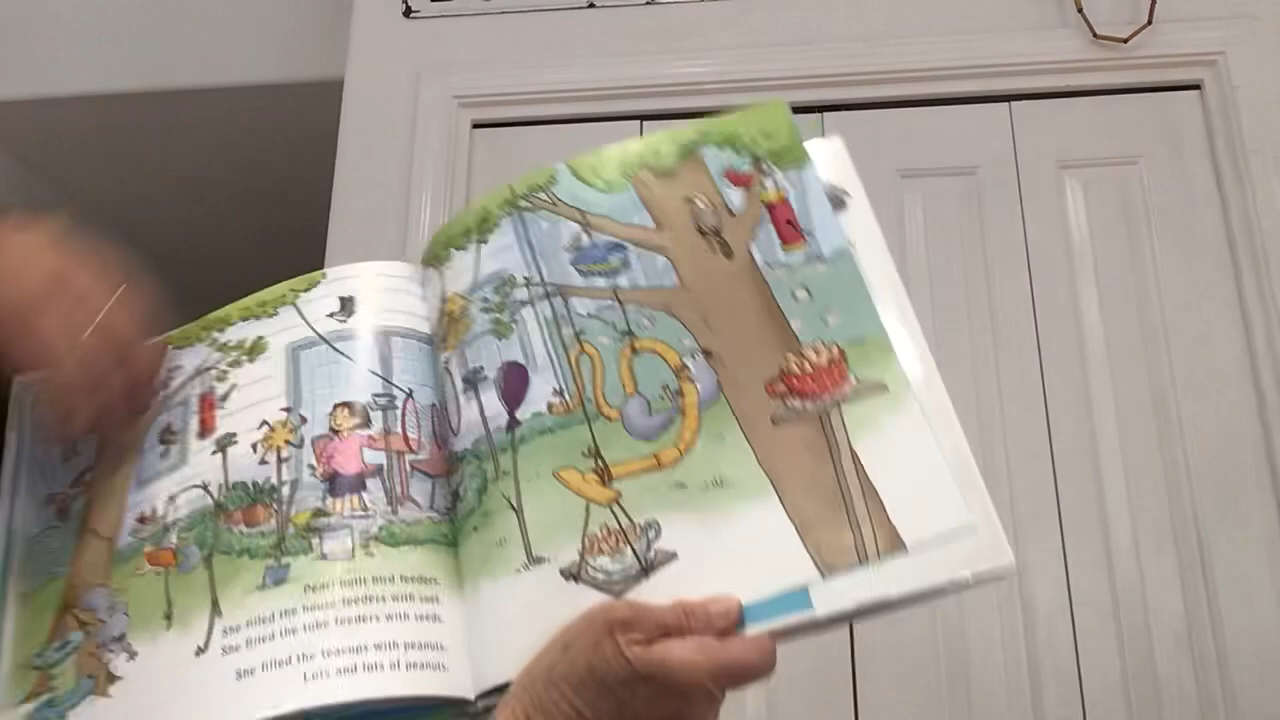 Pearl built bird feeders.
She filled the house feeders with suet.
She filled the tube feeders with seeds.
She filled the teacups with peanuts.
Lots and lots of peanuts.